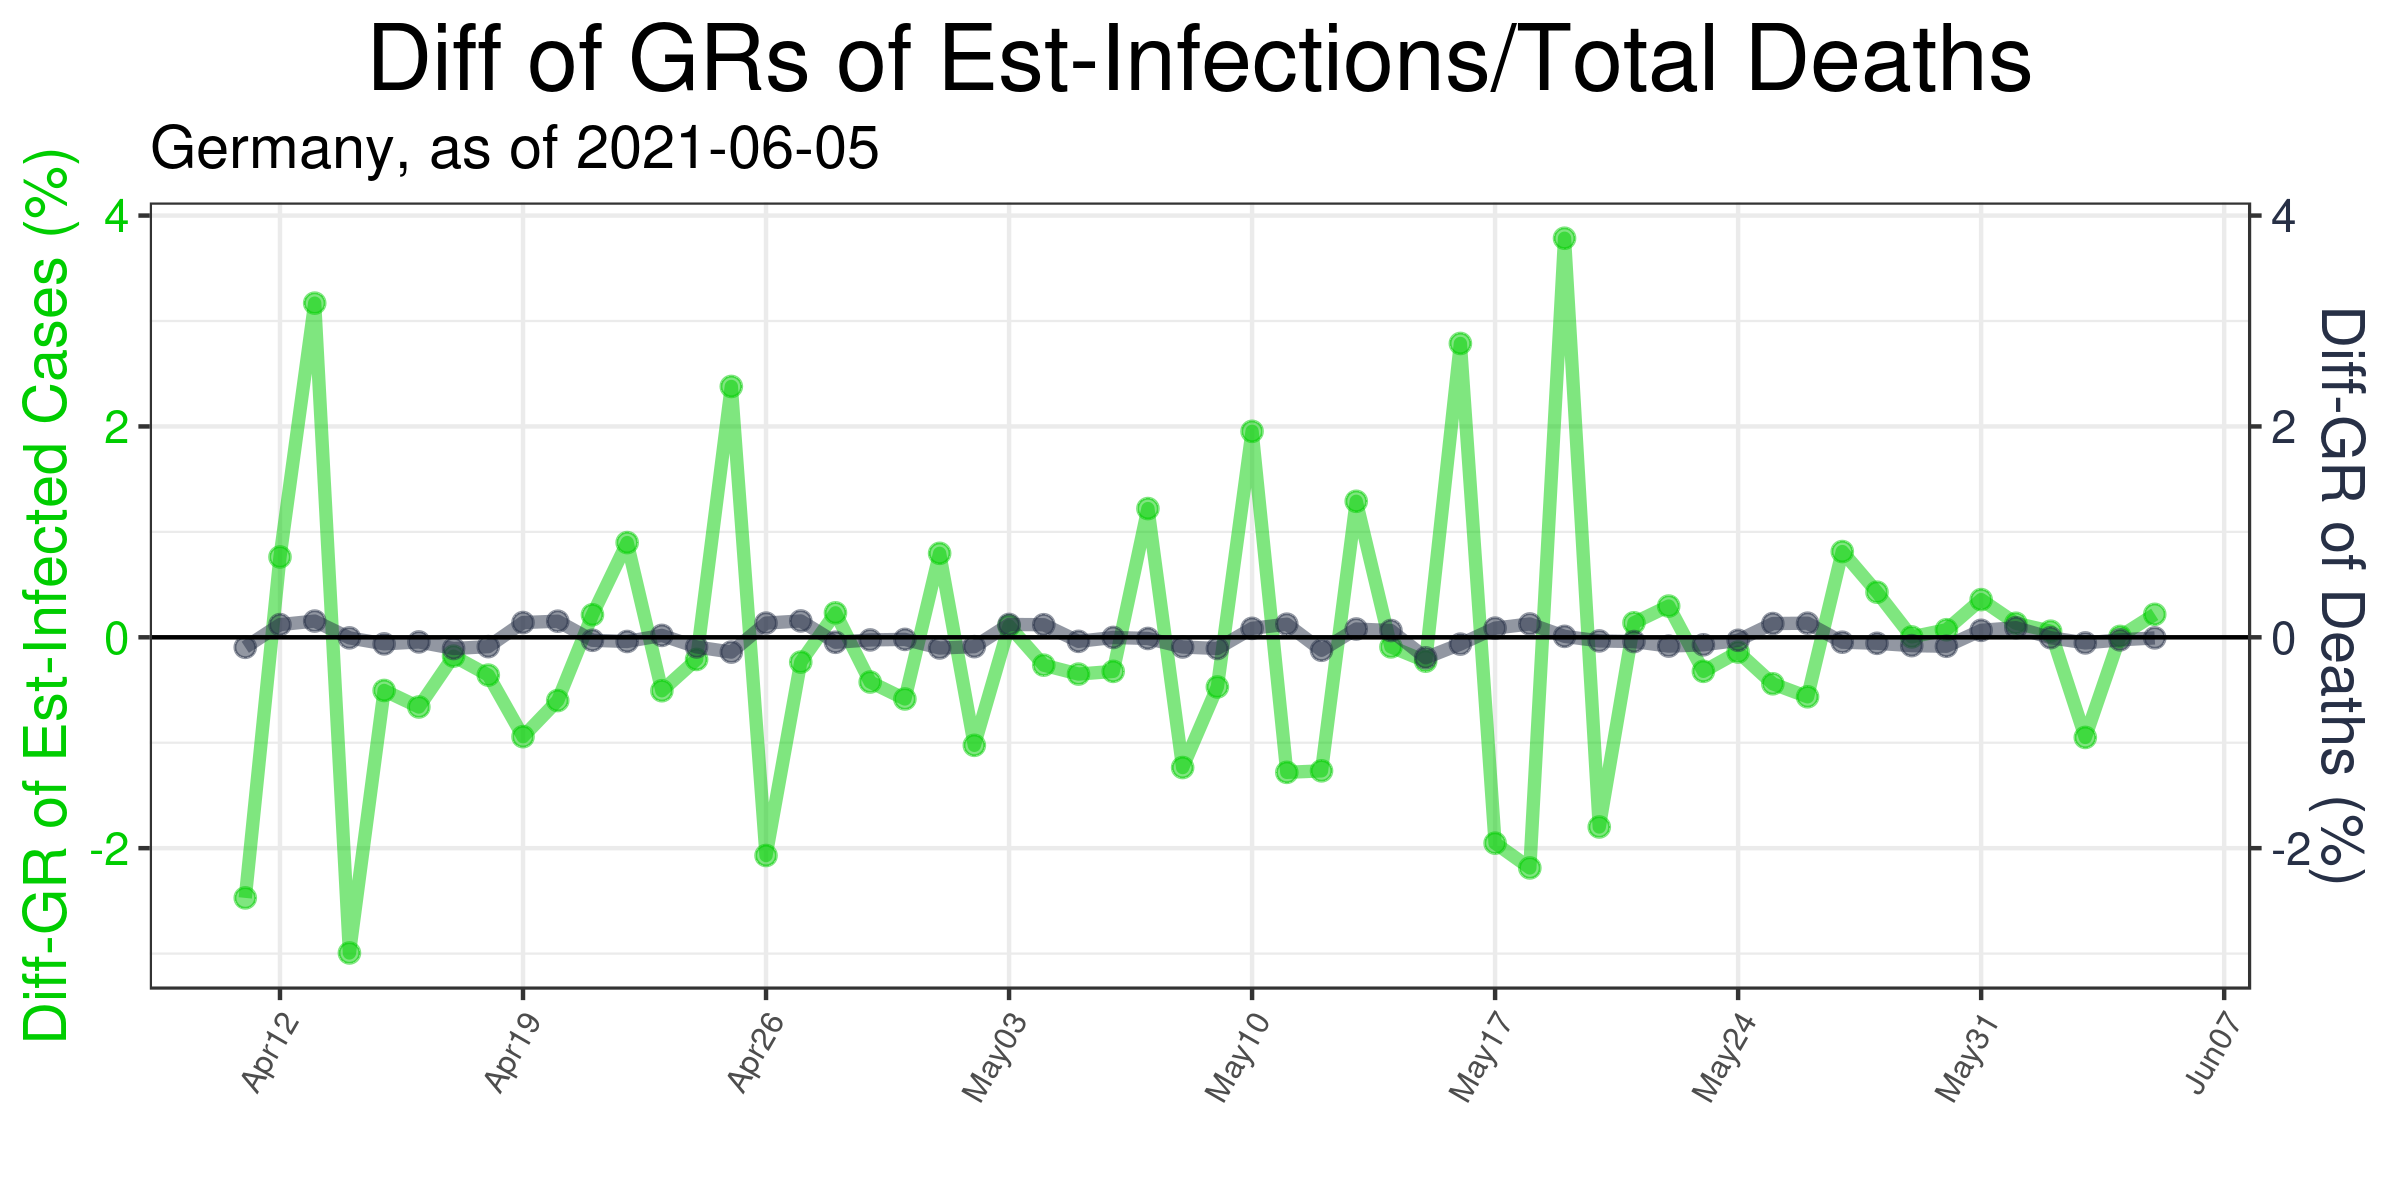 Diff of GRs of Est-Infections/Total Deaths
Germany, as of 2021-06-05
Diff-GR of Est-Infected Cases (%)
4
2
0
-2
4
2
0
-2
Diff-GR of Deaths (%)
Apr12
Apr19
Apr26
May03
May10
May17
May24
May31
Jun07